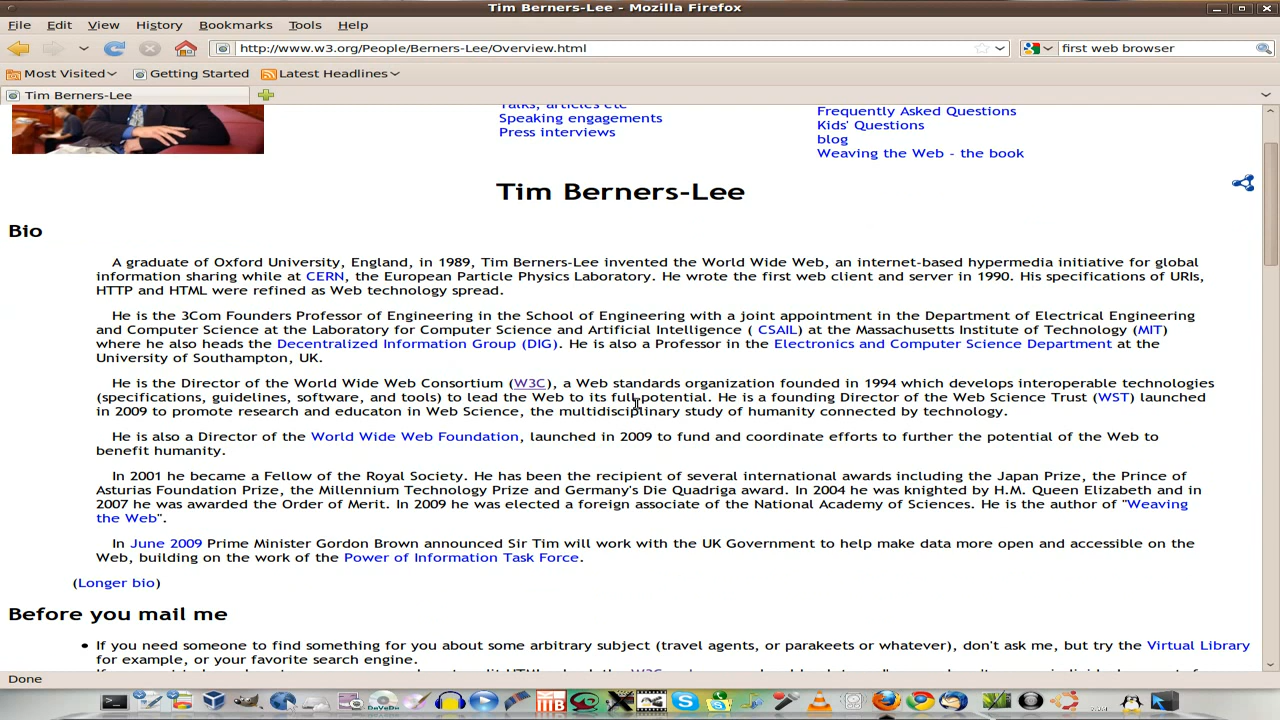 Tim Berners-Lee - Mozilla Firefox
File Edit View History Bookmarks Tools Help
http://www.w3.org/People/Berners-Lee/Overview.html
first web browser
Most Visited Getting Started Latest Headlines
Tim Berners-Lee
Talks, articles etc
Speaking engagements
Press interviews
Frequently Asked Questions
Kids' Questions
blog
Weaving the Web - the book
Tim Berners-Lee
Bio
A graduate of Oxford University, England, in 1989, Tim Berners-Lee invented the World Wide Web, an internet-based hypermedia initiative for global
information sharing while at CERN, the European Particle Physics Laboratory. He wrote the first web client and server in 1990. His specifications of URIs,
HTTP and HTML were refined as Web technology spread.
He is the 3Com Founders Professor of Engineering in the School of Engineering with a joint appointment in the Department of Electrical Engineering
and Computer Science at the Laboratory for Computer Science and Artificial Intelligence ( CSAIL) at the Massachusetts Institute of Technology (MIT)
where he also heads the Decentralized Information Group (DIG). He is also a Professor in the Electronics and Computer Science Department at the
University of Southampton, UK.
He is the Director of the World Wide Web Consortium (W3C), a Web standards organization founded in 1994 which develops interoperable technologies
(specifications, guidelines, software, and tools) to lead the Web to its full potential. He is a founding Director of the Web Science Trust (WST) launched
in 2009 to promote research and educaton in Web Science, the multidisciplinary study of humanity connected by technology.
He is also a Director of the World Wide Web Foundation, launched in 2009 to fund and coordinate efforts to further the potential of the Web to
benefit humanity.
In 2001 he became a Fellow of the Royal Society. He has been the recipient of several international awards including the Japan Prize, the Prince of
Asturias Foundation Prize, the Millennium Technology Prize and Germany's Die Quadriga award. In 2004 he was knighted by H.M. Queen Elizabeth and in
2007 he was awarded the Order of Merit. In 2009 he was elected a foreign associate of the National Academy of Sciences. He is the author of "Weaving
the Web".
In June 2009 Prime Minister Gordon Brown announced Sir Tim will work with the UK Government to help make data more open and accessible on the
Web, building on the work of the Power of Information Task Force.
(Longer bio)
Before you mail me
If you need someone to find something for you about some arbitrary subject (travel agents, or parakeets or whatever), don't ask me, but try the Virtual Library
for example, or your favorite search engine.
Done